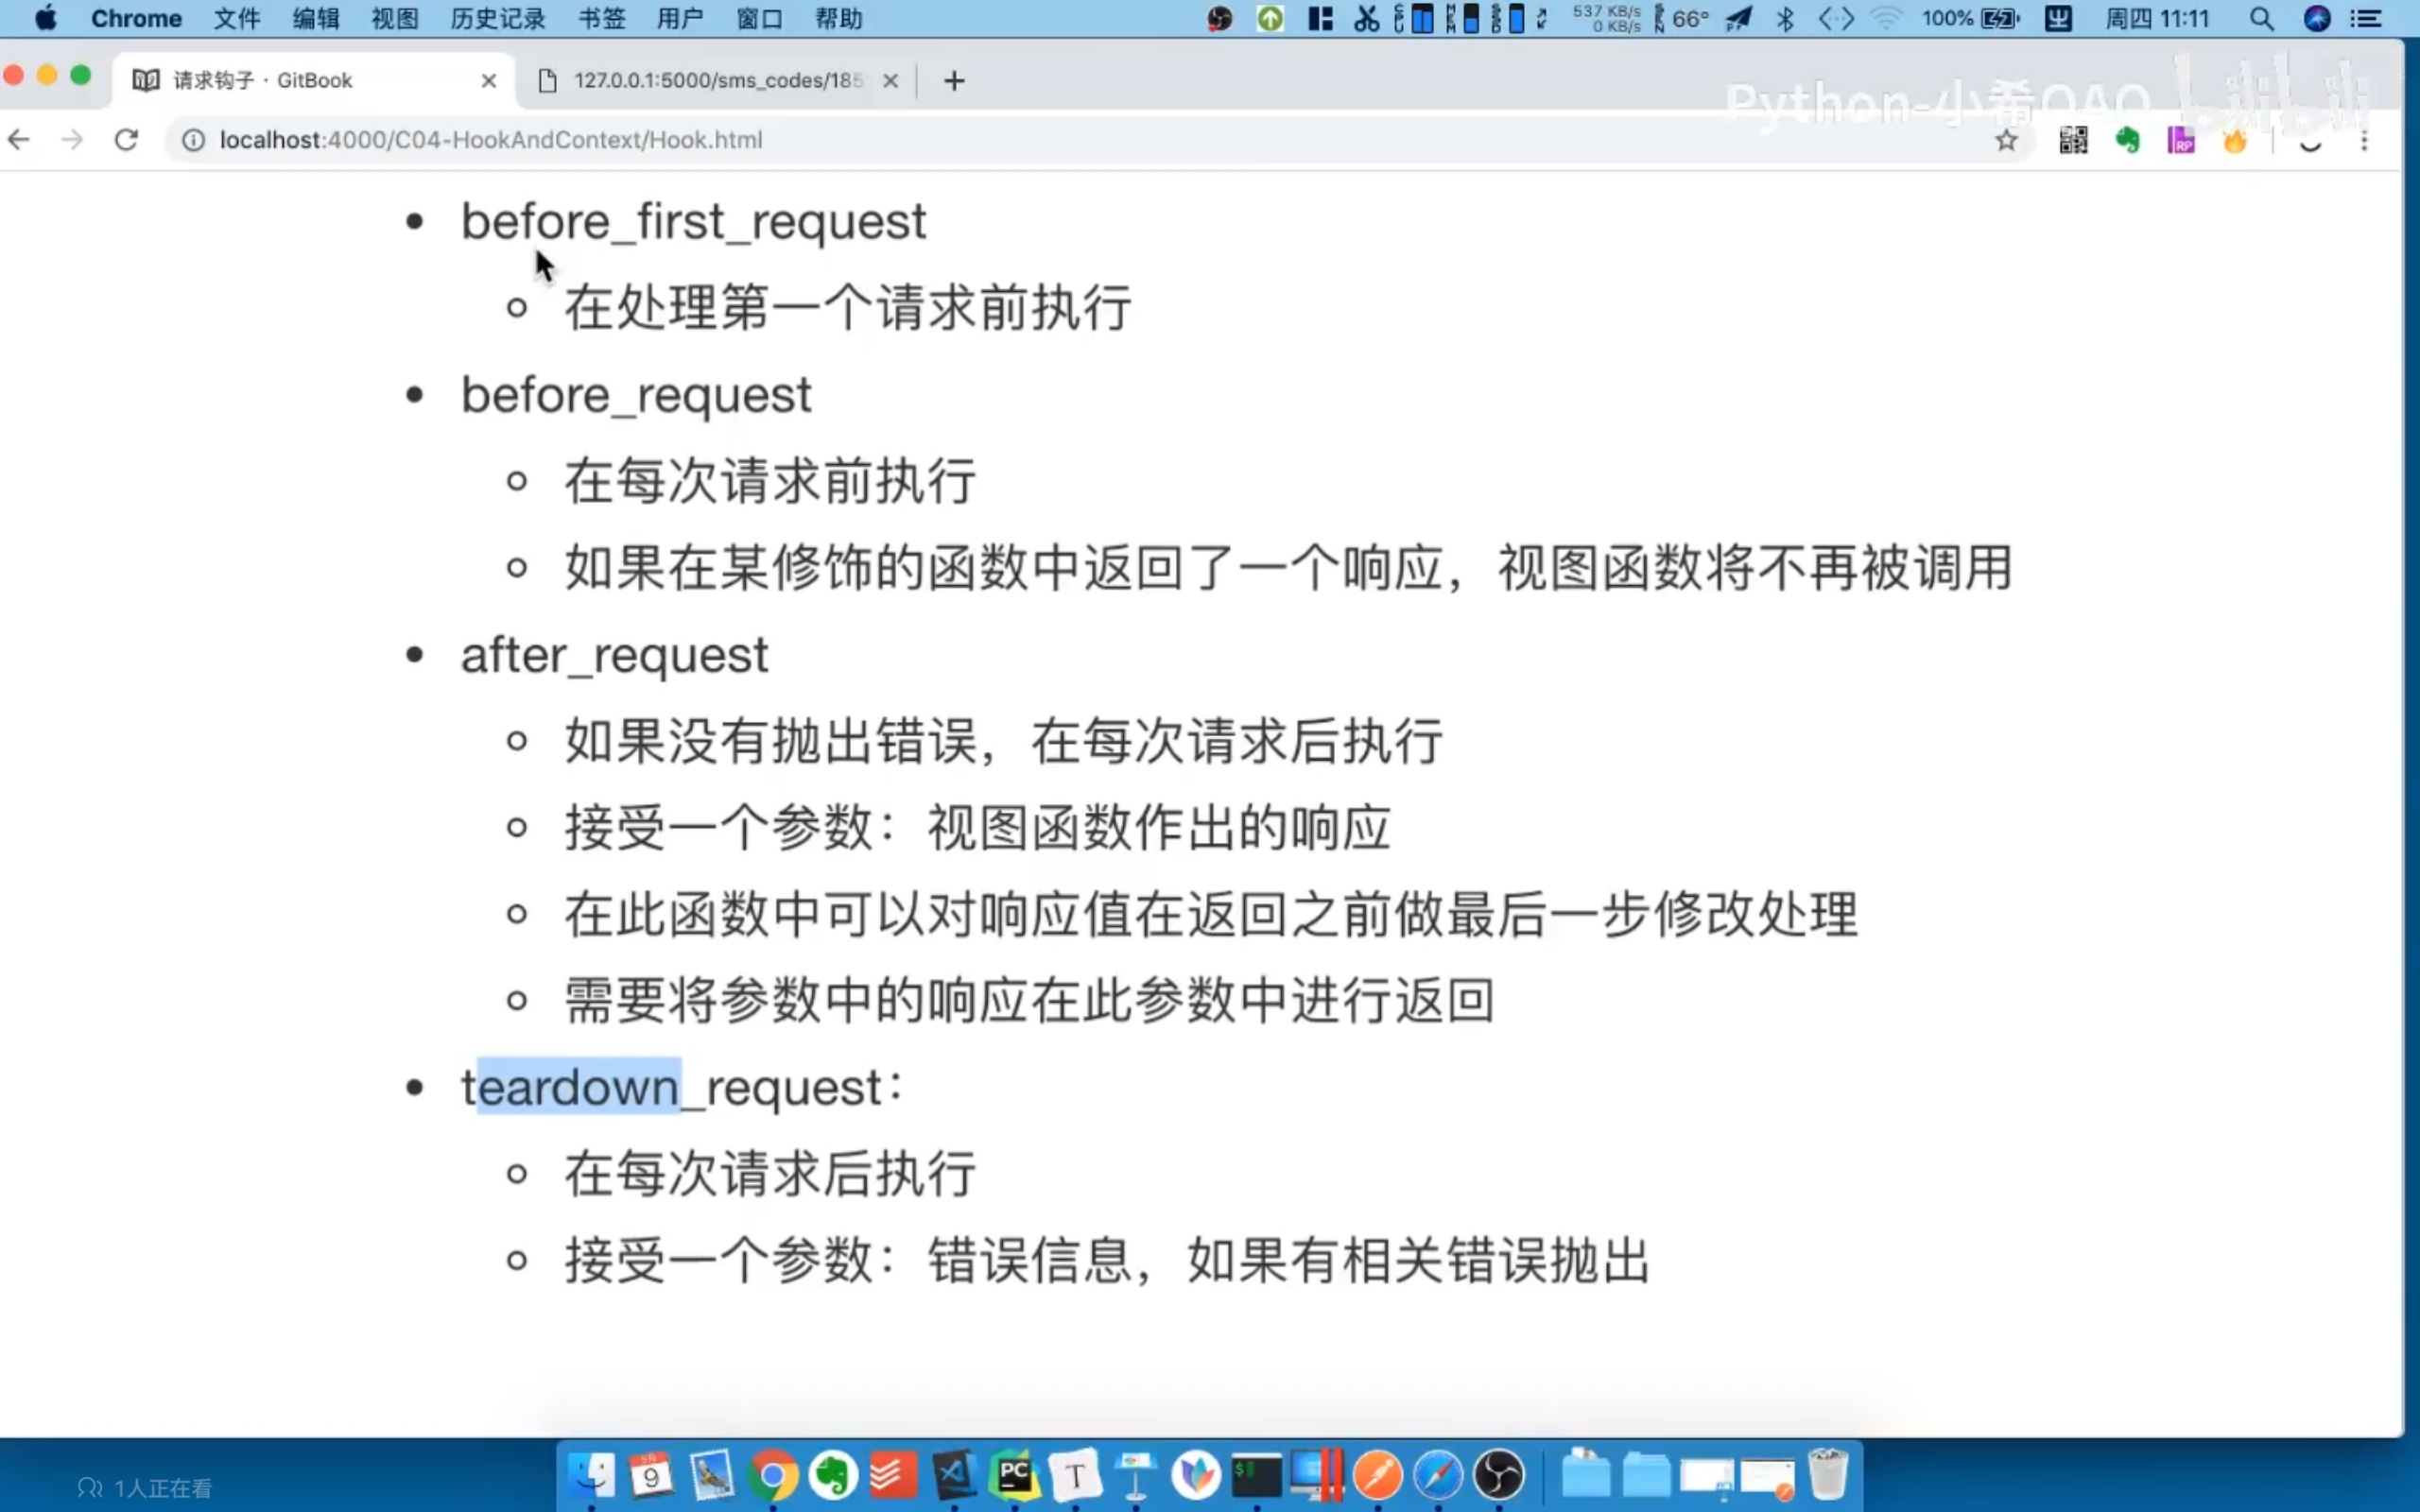 Chrome 文件 编辑 视图 历史记录 书签 用户 窗口 帮助 537 KB/s 0 KB/s 66° 100% 周四 11:11
请求钩子 · GitBook 127.0.0.1:5000/sms_codes/185
Python-小希QAQ bilibili
localhost:4000/C04-HookAndContext/Hook.html
before_first_request
在处理第一个请求前执行
before_request
在每次请求前执行
如果在某修饰的函数中返回了一个响应，视图函数将不再被调用
after_request
如果没有抛出错误，在每次请求后执行
接受一个参数：视图函数作出的响应
在此函数中可以对响应值在返回之前做最后一步修改处理
需要将参数中的响应在此参数中进行返回
teardown_request：
在每次请求后执行
接受一个参数：错误信息，如果有相关错误抛出
1人正在看